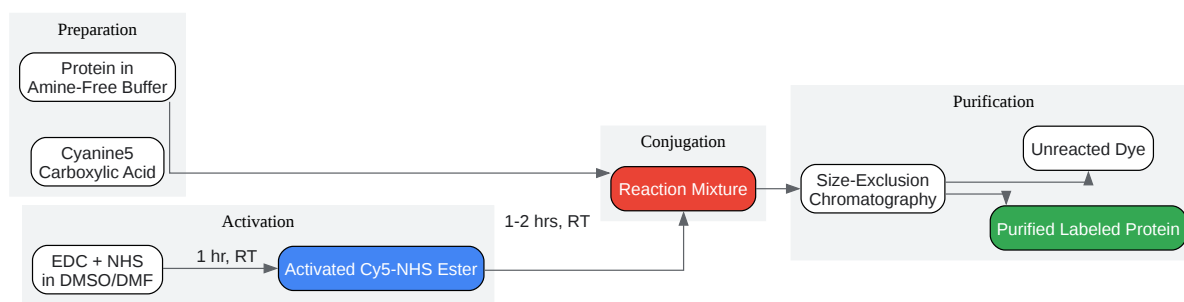 Preparation
Protein in
Amine-Free Buffer
Cyanine5
Carboxylic Acid
Activation
EDC + NHS
in DMSO/DMF
1 hr, RT
Activated Cy5-NHS Ester
1-2 hrs, RT
Conjugation
Reaction Mixture
Purification
Size-Exclusion
Chromatography
Unreacted Dye
Purified Labeled Protein